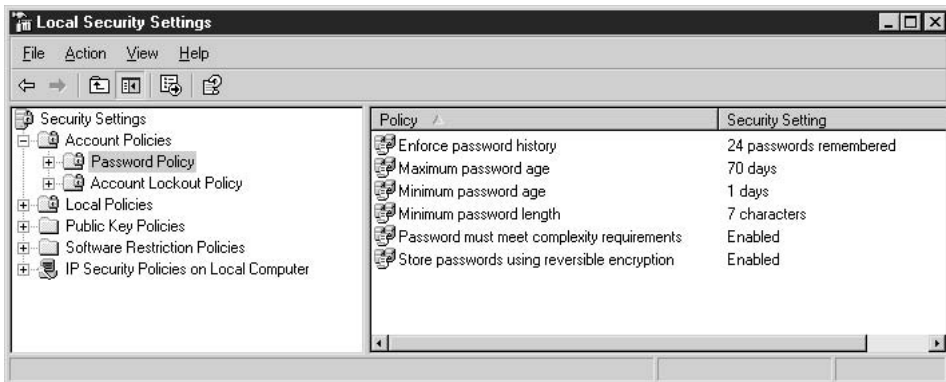 Local Security Settings
File Action View Help
Security Settings
Account Policies
Password Policy
Account Lockout Policy
Local Policies
Public Key Policies
Software Restriction Policies
IP Security Policies on Local Computer
Policy Security Setting
Enforce password history 24 passwords remembered
Maximum password age 70 days
Minimum password age 1 days
Minimum password length 7 characters
Password must meet complexity requirements Enabled
Store passwords using reversible encryption Enabled